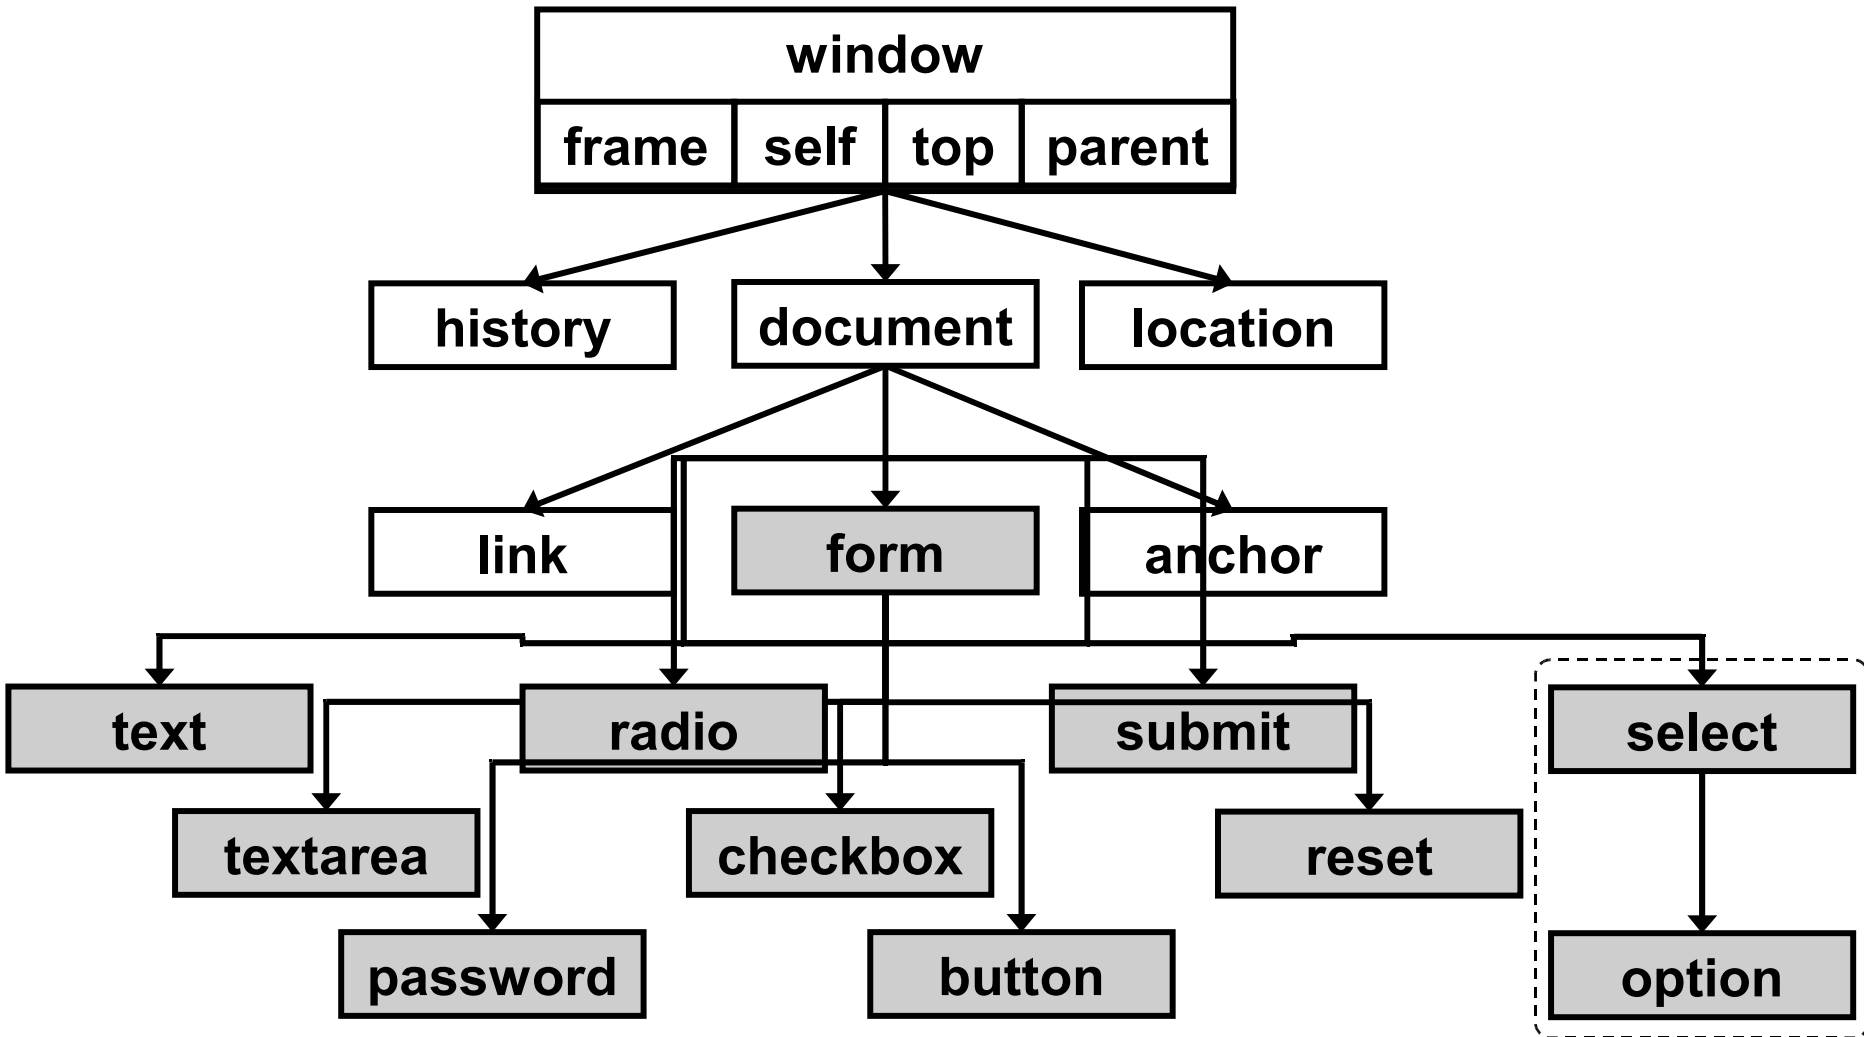 window
frame self top parent
history document location
link form anchor
text radio submit select
textarea checkbox reset
password button option